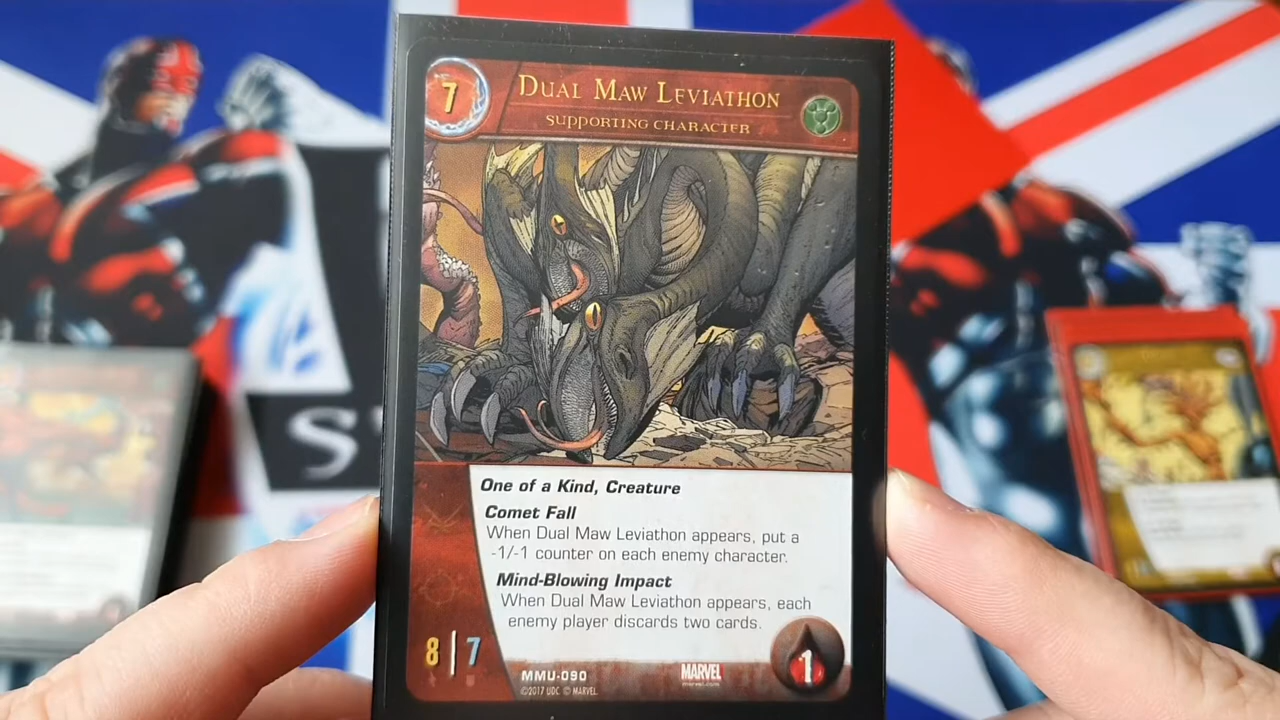 7
DUAL MAW LEVIATHON
SUPPORTING CHARACTER
One of a Kind, Creature
Comet Fall
When Dual Maw Leviathon appears, put a
-1/-1 counter on each enemy character.
Mind-Blowing Impact
When Dual Maw Leviathon appears, each
enemy player discards two cards.
8 | 7
1
MMU-090
©2017 UDC © MARVEL.
MARVEL
marvel.com